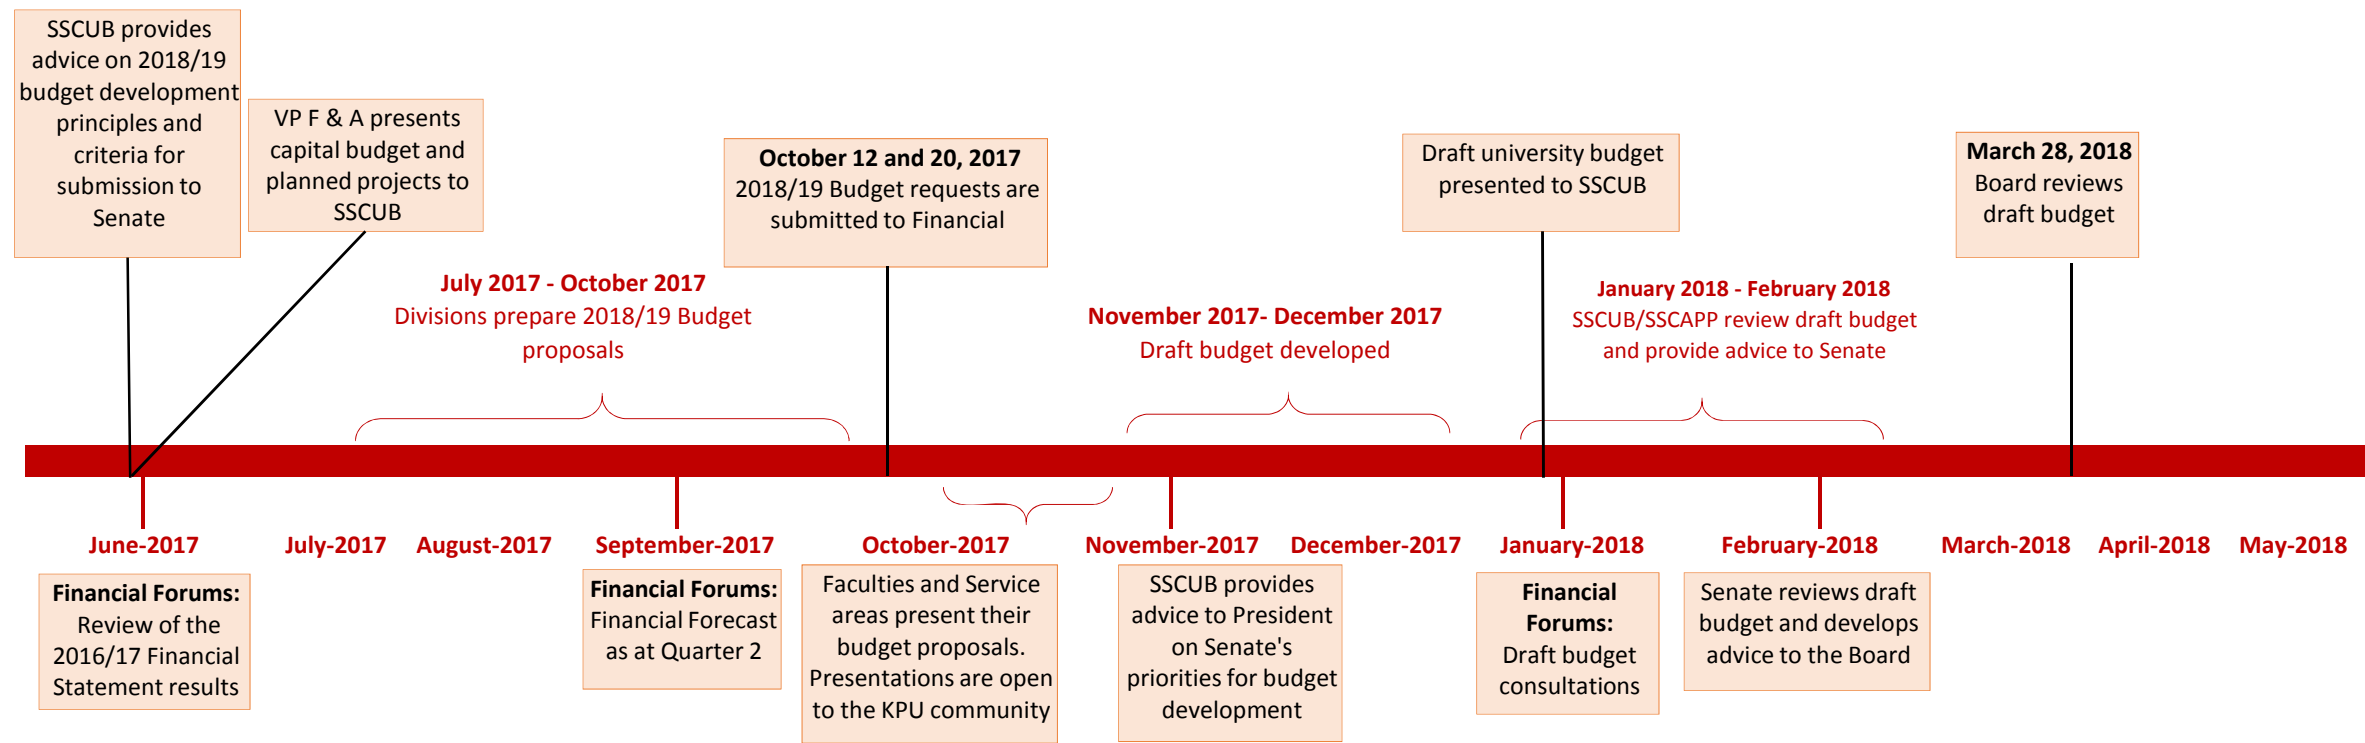 SSCUB provides
advice on 2018/19
budget development
principles and
criteria for
submission to
Senate
VP F & A presents
capital budget and
planned projects to
SSCUB
October 12 and 20, 2017
2018/19 Budget requests are
submitted to Financial
Draft university budget
presented to SSCUB
March 28, 2018
Board reviews
draft budget
July 2017 - October 2017
Divisions prepare 2018/19 Budget
proposals
November 2017- December 2017
Draft budget developed
January 2018 - February 2018
SSCUB/SSCAPP review draft budget
and provide advice to Senate
June-2017
July-2017
August-2017
September-2017
October-2017
November-2017
December-2017
January-2018
February-2018
March-2018
April-2018
May-2018
Financial Forums:
Review of the
2016/17 Financial
Statement results
Financial Forums:
Financial Forecast
as at Quarter 2
Faculties and Service
areas present their
budget proposals.
Presentations are open
to the KPU community
SSCUB provides
advice to President
on Senate's
priorities for budget
development
Financial
Forums:
Draft budget
consultations
Senate reviews draft
budget and develops
advice to the Board